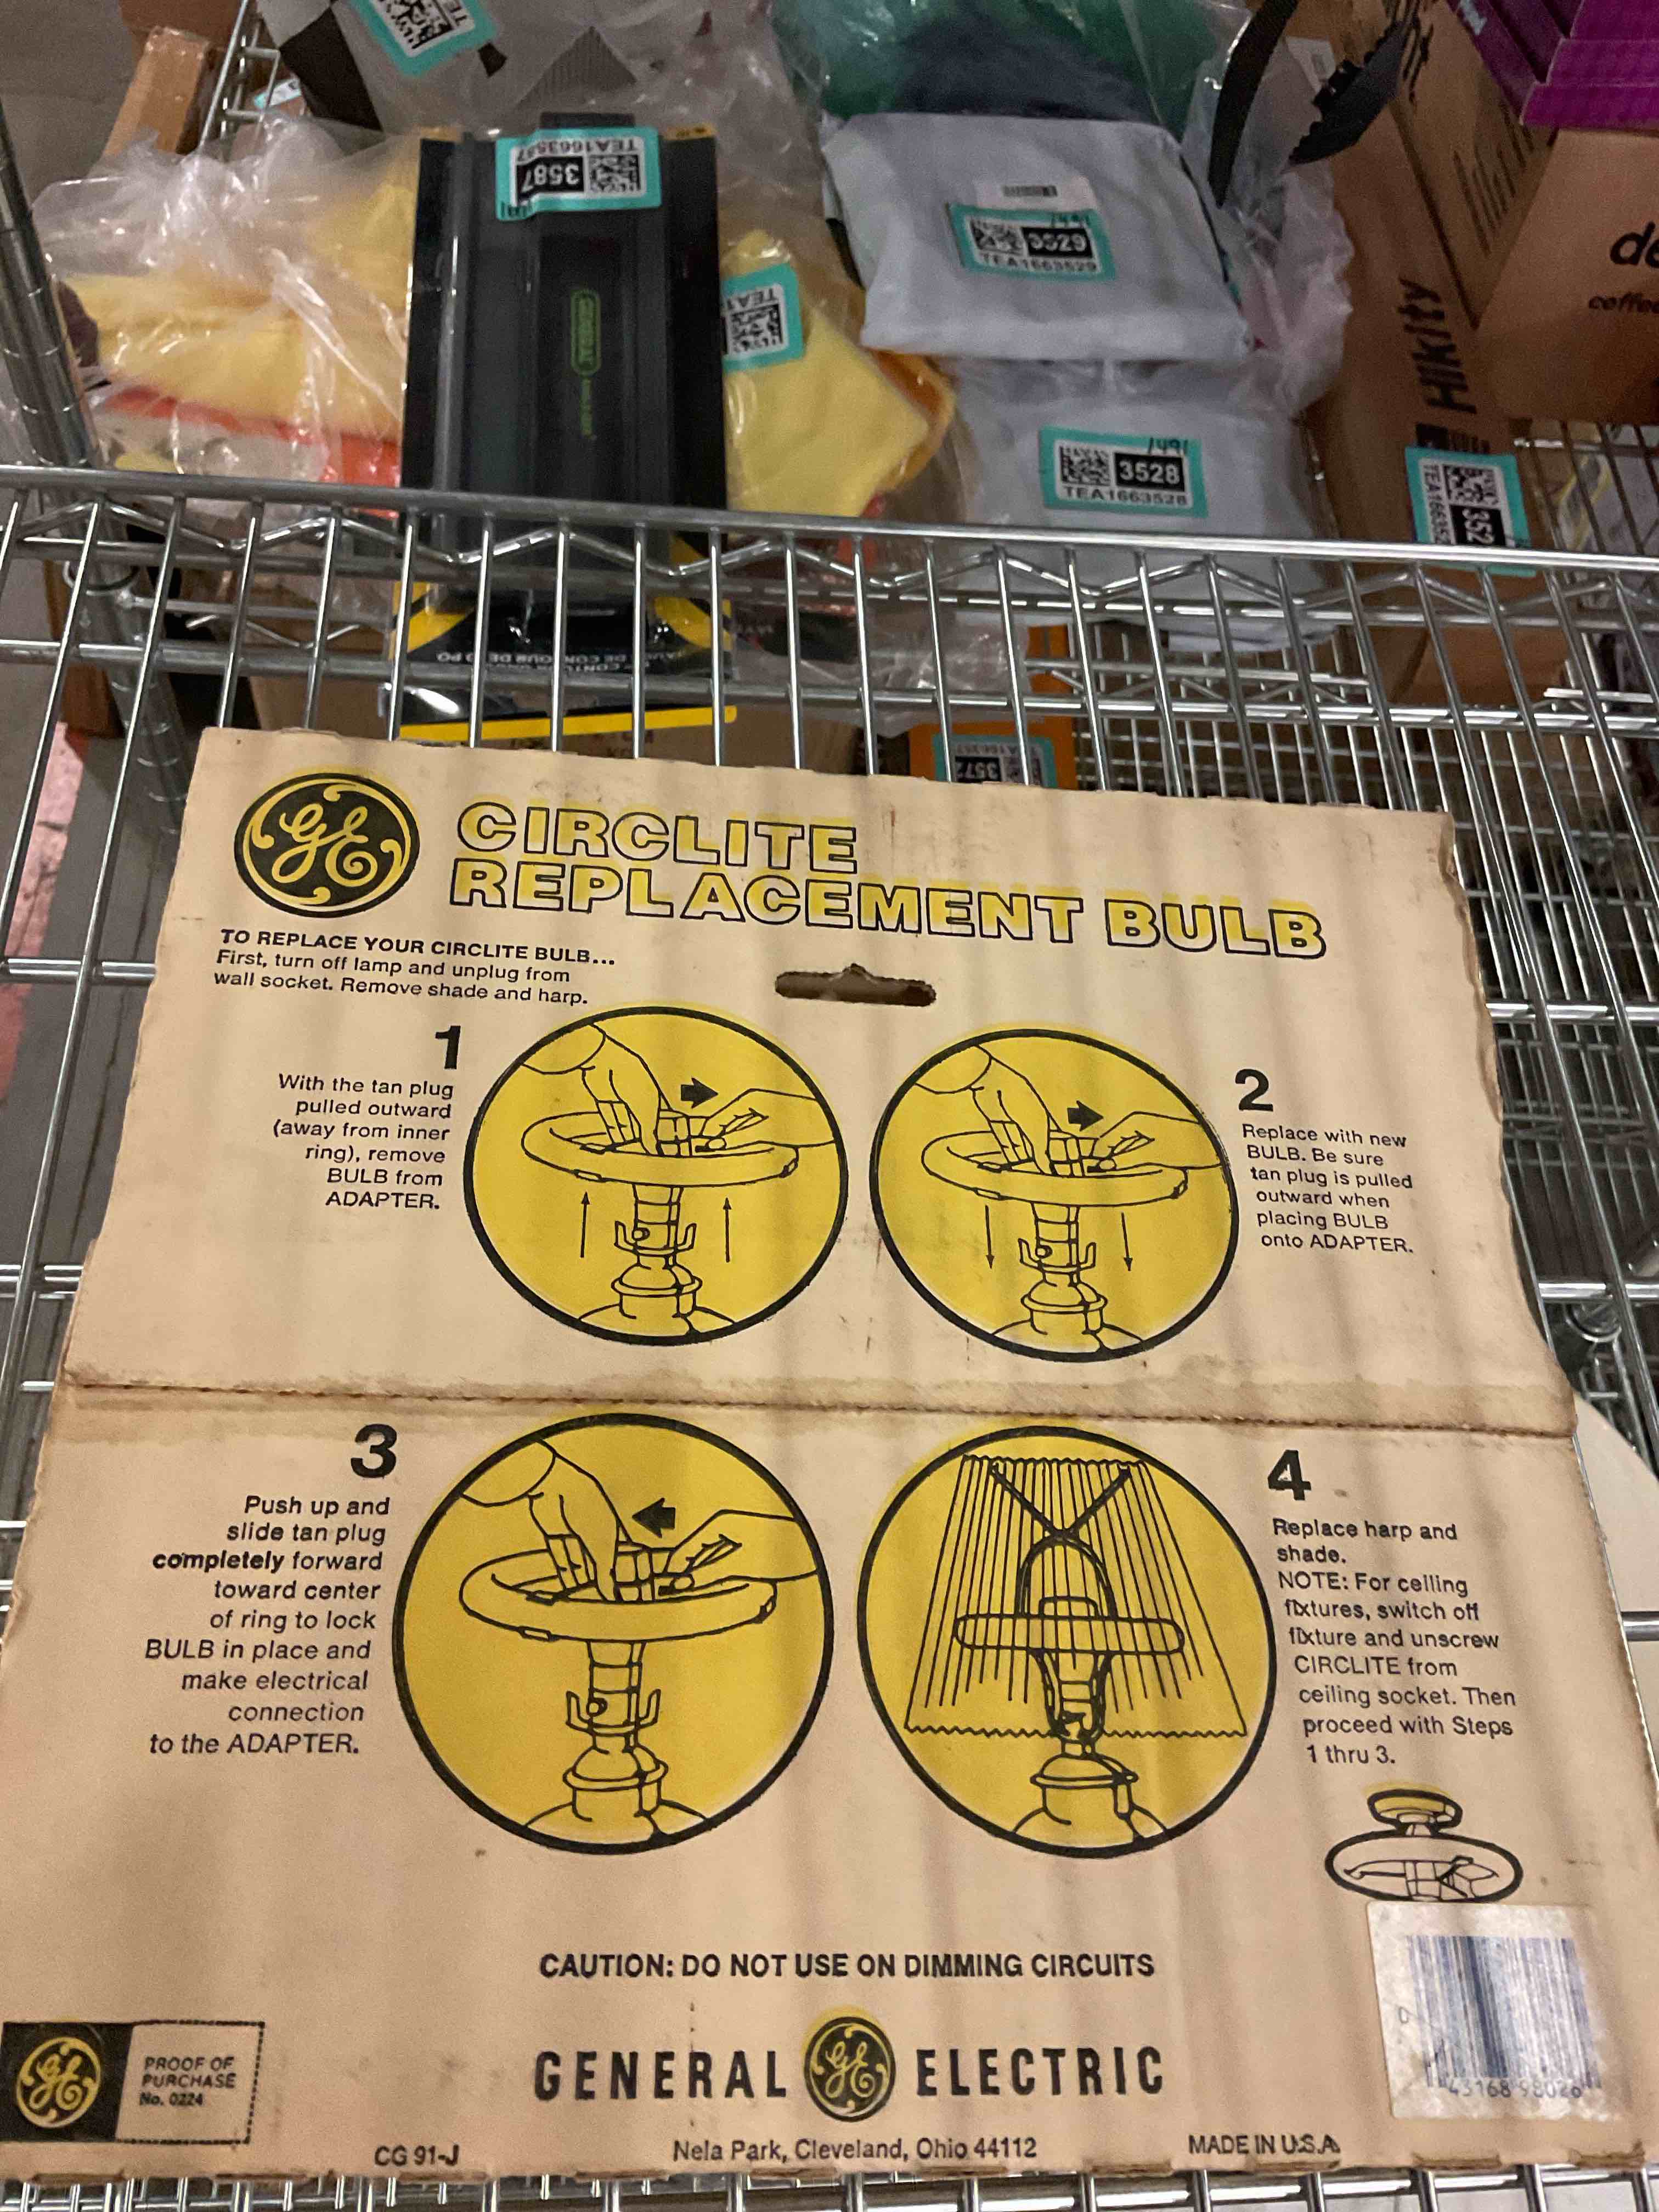 TEA1663587
3587
3529
TEA1663529
3528
TEA1663528
GENERAL
Hikity
coffee
GE
CIRCLITE
REPLACEMENT BULB
TO REPLACE YOUR CIRCLITE BULB...
First, turn off lamp and unplug from
wall socket. Remove shade and harp.
1
With the tan plug
pulled outward
(away from inner
ring), remove
BULB from
ADAPTER.
2
Replace with new
BULB. Be sure
tan plug is pulled
outward when
placing BULB
onto ADAPTER.
3
Push up and
slide tan plug
completely forward
toward center
of ring to lock
BULB in place and
make electrical
connection
to the ADAPTER.
4
Replace harp and
shade.
NOTE: For ceiling
fixtures, switch off
fixture and unscrew
CIRCLITE from
ceiling socket. Then
proceed with Steps
1 thru 3.
CAUTION: DO NOT USE ON DIMMING CIRCUITS
GE
PROOF OF
PURCHASE
No. 0224
GENERAL GE ELECTRIC
CG 91-J
Nela Park, Cleveland, Ohio 44112
MADE IN U.S.A.